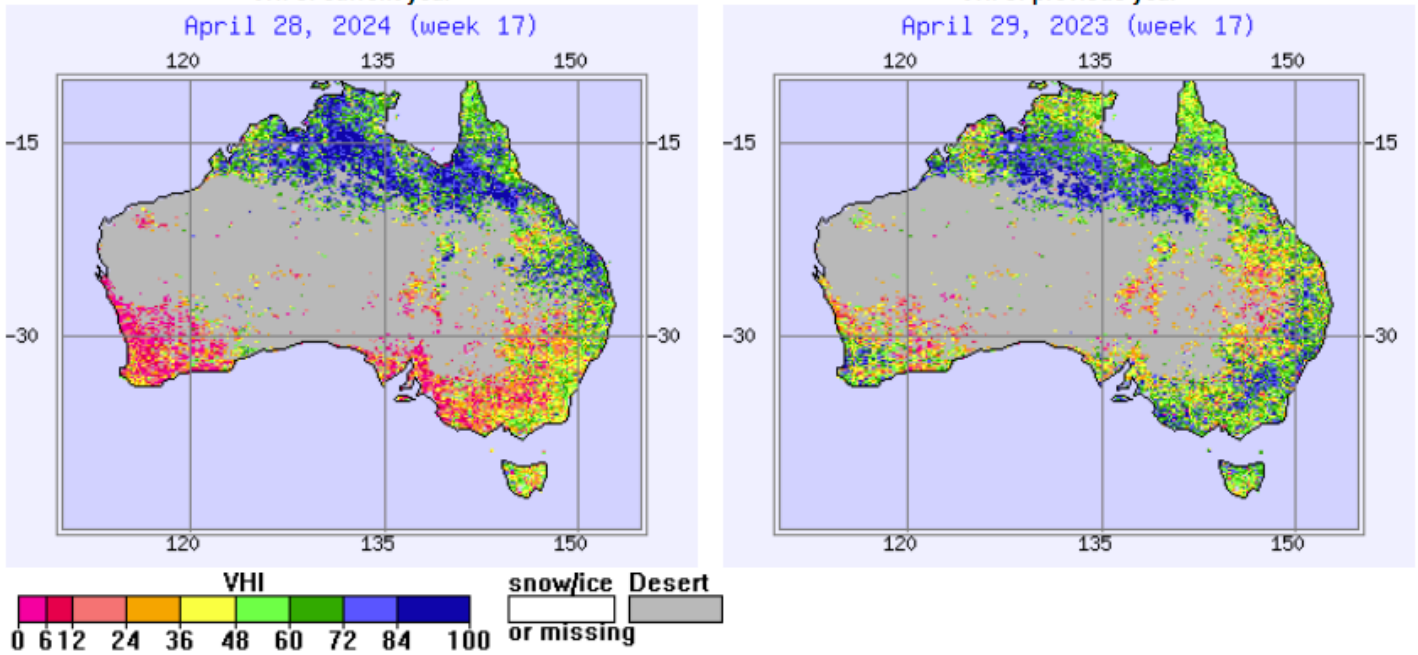 April 28, 2024 (week 17)
120 135 150
-15 -15
-30 -30
120 135 150
April 29, 2023 (week 17)
120 135 150
-15 -15
-30 -30
120 135 150
VHI
0 6 12 24 36 48 60 72 84 100
snow/ice
or missing
Desert